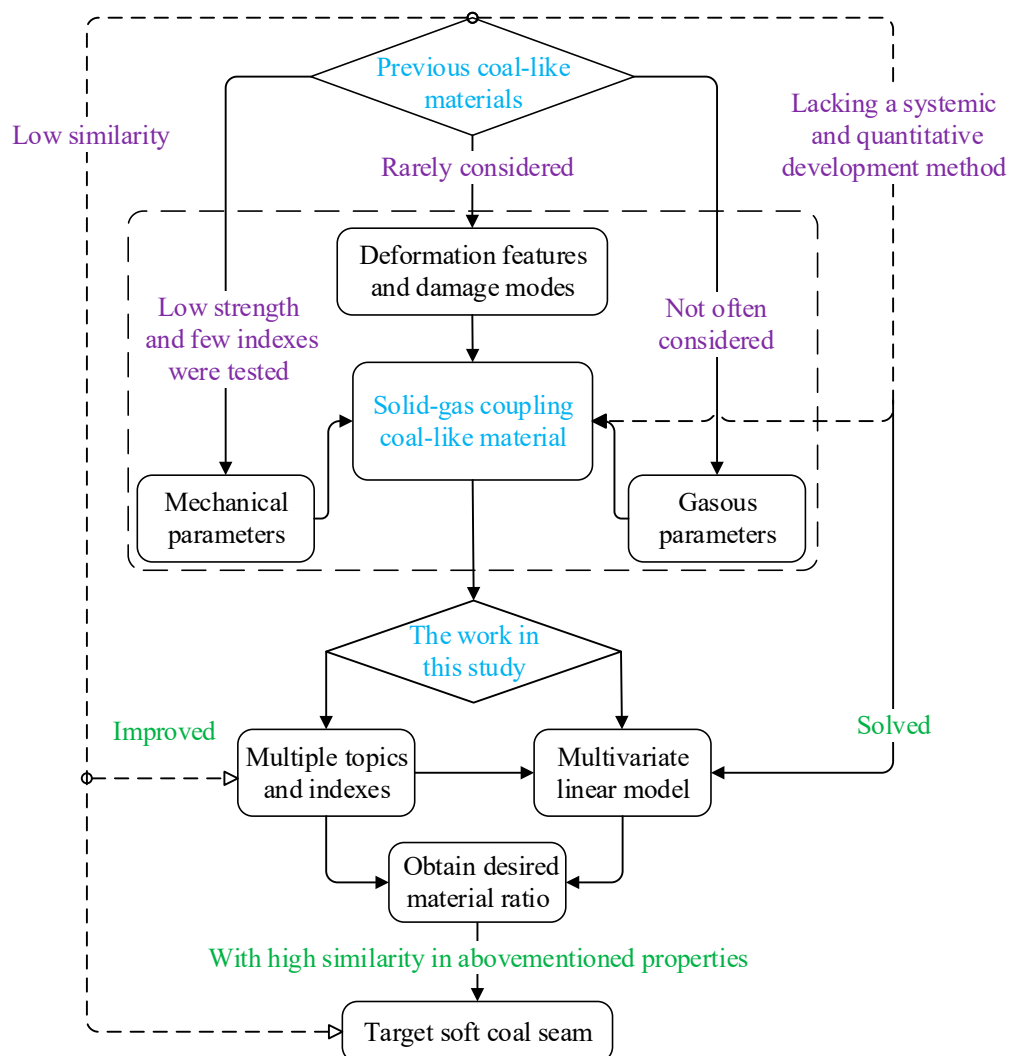 Previous coal-like
materials
Low similarity
Lacking a systemic
and quantitative
development method
Rarely considered
Deformation features
and damage modes
Low strength
and few indexes
were tested
Not often
considered
Solid-gas coupling
coal-like material
Mechanical
parameters
Gasous
parameters
The work in
this study
Improved
Solved
Multiple topics
and indexes
Multivariate
linear model
Obtain desired
material ratio
With high similarity in abovementioned properties
Target soft coal seam